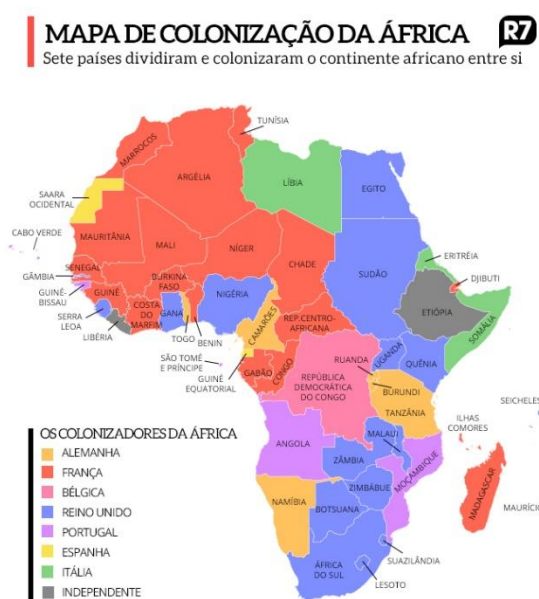 MAPA DE COLONIZAÇÃO DA ÁFRICA
R7
Sete países dividiram e colonizaram o continente africano entre si
TUNÍSIA
MARROCOS
ARGÉLIA
LÍBIA
EGITO
SAARA
OCIDENTAL
CABO VERDE
MAURITÂNIA
MALI
NÍGER
CHADE
SUDÃO
ERITRÉIA
DJIBUTI
SENEGAL
GÂMBIA
GUINÉ-
BISSAU
GUINÉ
BURKINA
FASO
NIGÉRIA
ETIÓPIA
SOMÁLIA
SERRA
LEOA
LIBÉRIA
COSTA
DO
MARFIM
GANA
TOGO
BENIN
CAMARÕES
REP.CENTRO-
AFRICANA
SÃO TOMÉ
E PRÍNCIPE
GUINÉ
EQUATORIAL
GABÃO
CONGO
REPÚBLICA
DEMOCRÁTICA
DO CONGO
UGANDA
QUÊNIA
RUANDA
BURUNDI
TANZÂNIA
SEICHELES
ILHAS
COMORES
ANGOLA
ZÂMBIA
MALAUI
MOÇAMBIQUE
ZIMBÁBUE
MADAGASCAR
MAURÍCIO
NAMÍBIA
BOTSUANA
SUAZILÂNDIA
ÁFRICA
DO SUL
LESOTO
OS COLONIZADORES DA ÁFRICA
ALEMANHA
FRANÇA
BÉLGICA
REINO UNIDO
PORTUGAL
ESPANHA
ITÁLIA
INDEPENDENTE